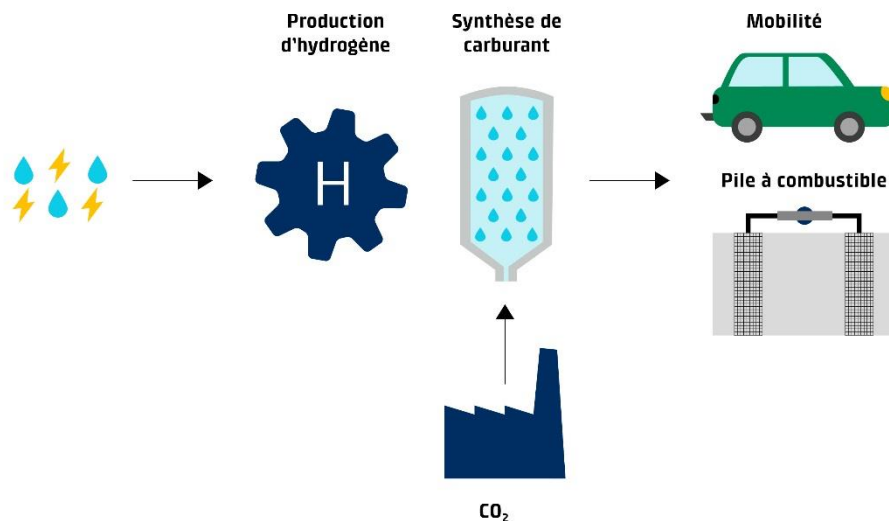 Production
d'hydrogène
Synthèse de
carburant
Mobilité
H
Pile à combustible
CO₂